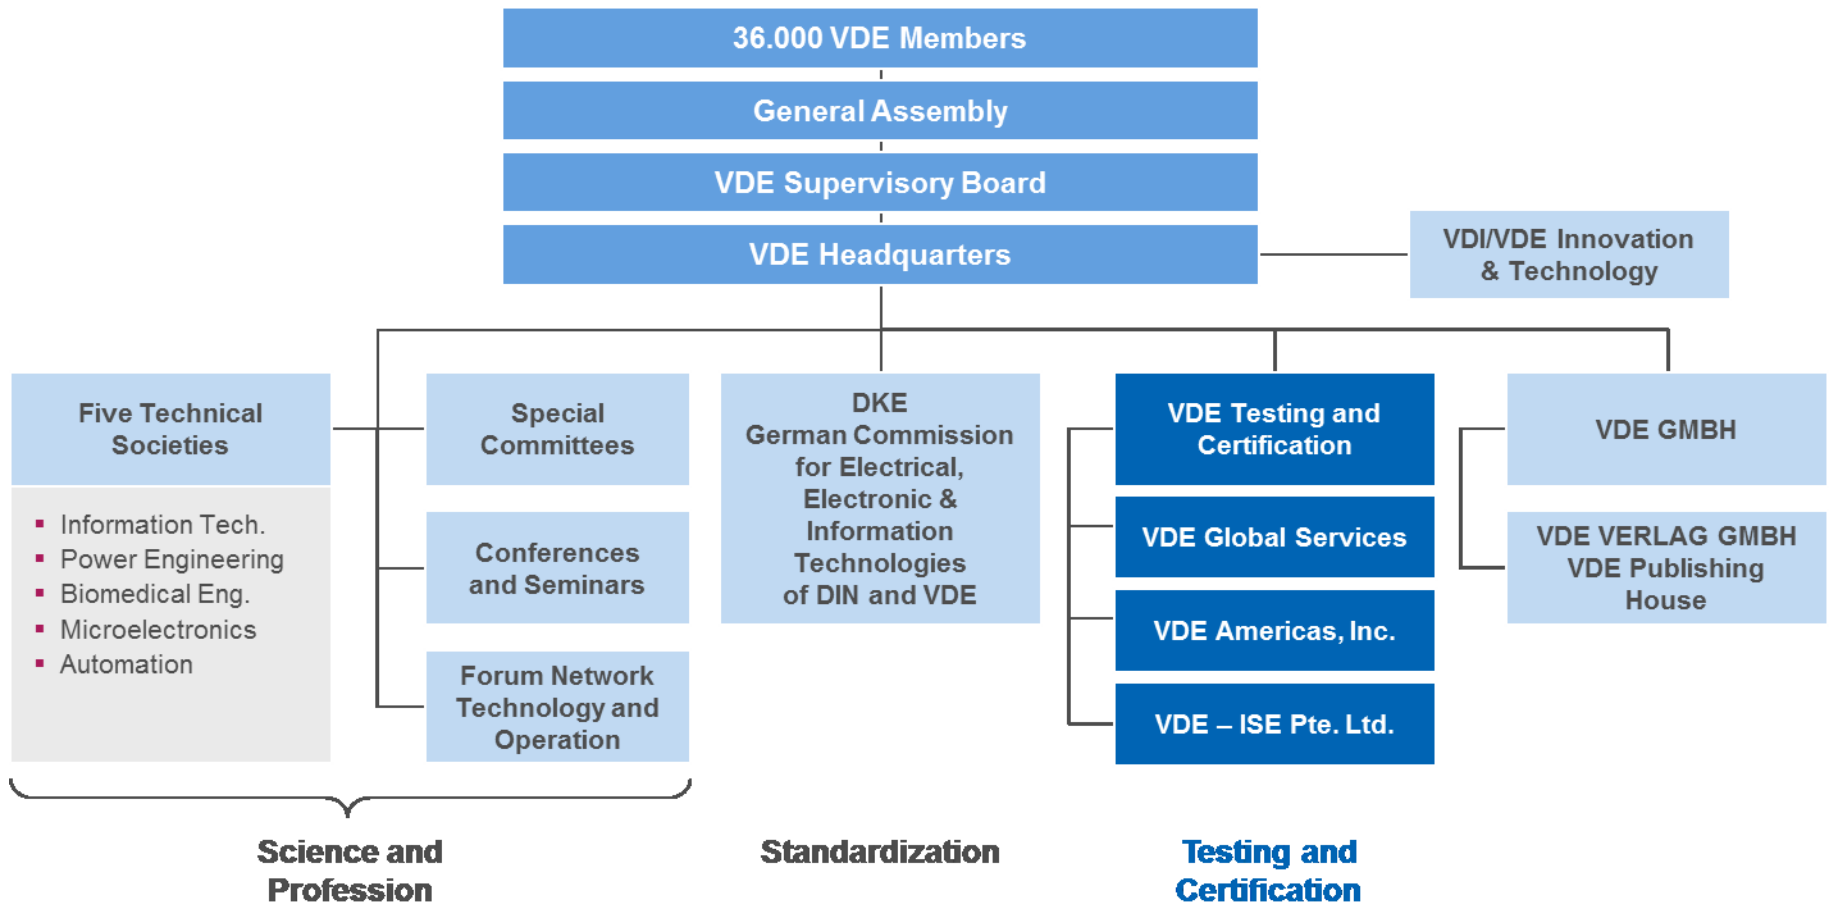 36.000 VDE Members
General Assembly
VDE Supervisory Board
VDE Headquarters
VDI/VDE Innovation
& Technology
Five Technical
Societies
Information Tech.
Power Engineering
Biomedical Eng.
Microelectronics
Automation
Special
Committees
Conferences
and Seminars
Forum Network
Technology and
Operation
DKE
German Commission
for Electrical,
Electronic &
Information
Technologies
of DIN and VDE
VDE Testing and
Certification
VDE Global Services
VDE Americas, Inc.
VDE – ISE Pte. Ltd.
VDE GMBH
VDE VERLAG GMBH
VDE Publishing
House
Science and
Profession
Standardization
Testing and
Certification